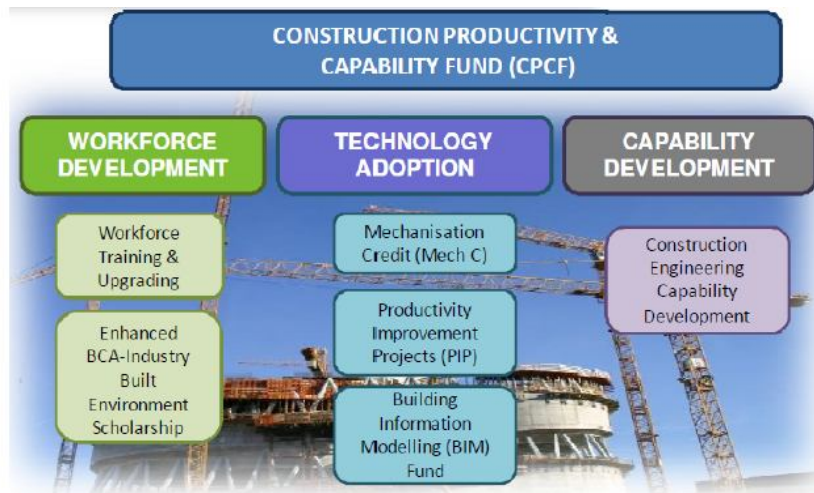 CONSTRUCTION PRODUCTIVITY &
CAPABILITY FUND (CPCF)
WORKFORCE
DEVELOPMENT
TECHNOLOGY
ADOPTION
CAPABILITY
DEVELOPMENT
Workforce
Training &
Upgrading
Enhanced
BCA-Industry
Built
Environment
Scholarship
Mechanisation
Credit (Mech C)
Productivity
Improvement
Projects (PIP)
Building
Information
Modelling (BIM)
Fund
Construction
Engineering
Capability
Development